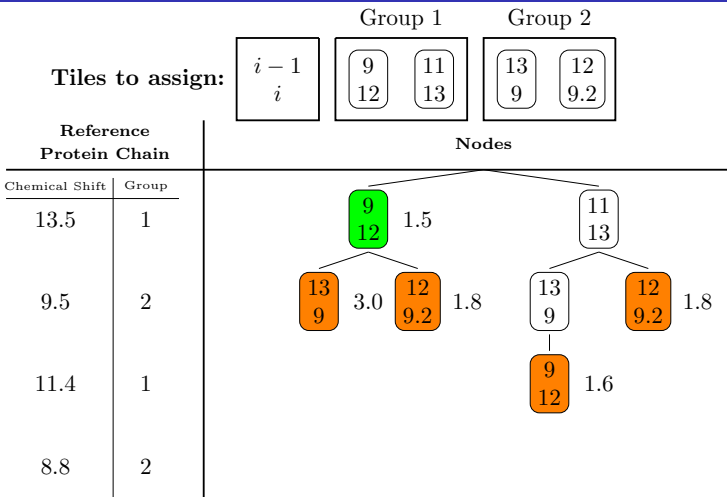 Group 1 Group 2
Tiles to assign:
i − 1 9 11 13 12
i 12 13 9 9.2
Reference
Protein Chain
Nodes
Chemical Shift Group
13.5 1
9 1.5 11
12 13
9.5 2
13 3.0 12 1.8 13 12 1.8
9 9.2 9 9.2
11.4 1
9 1.6
12
8.8 2